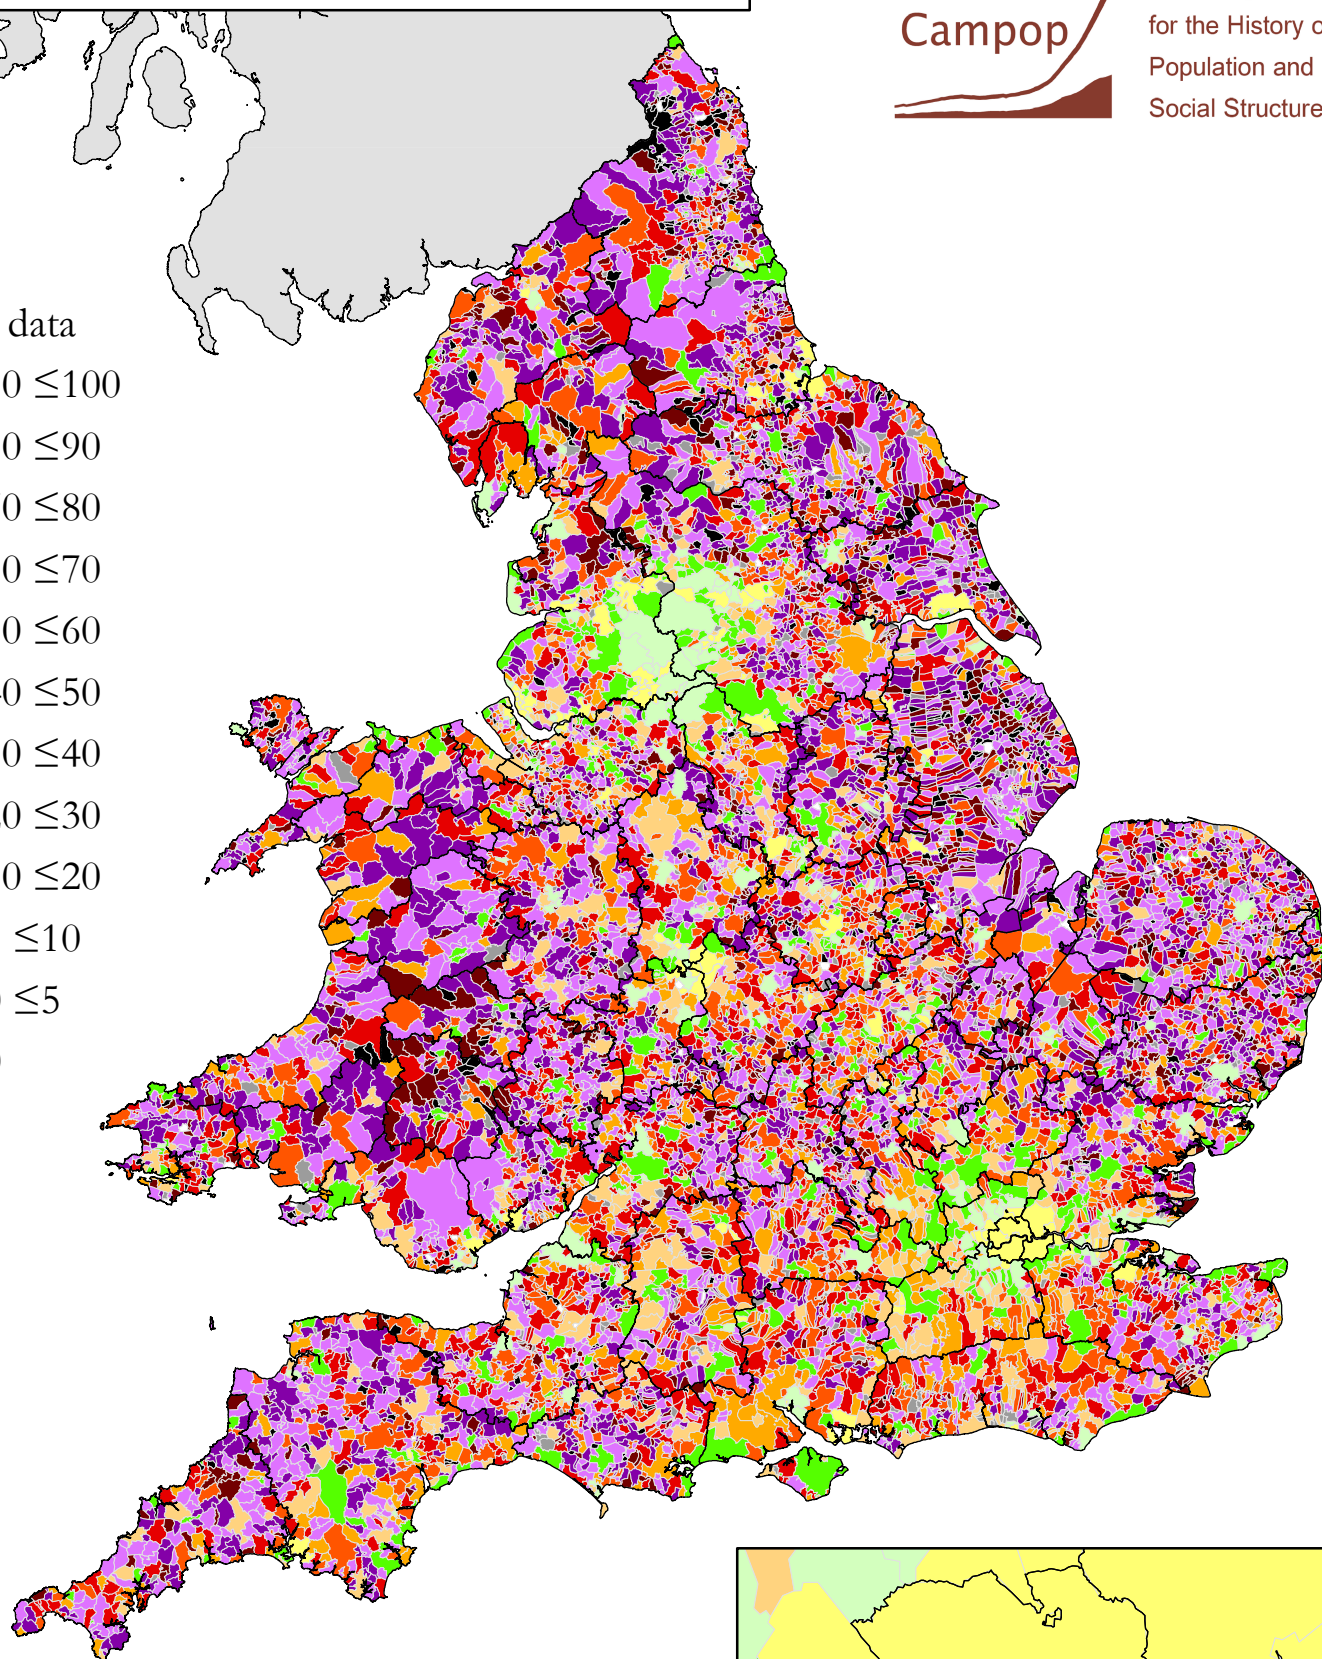 Campop
for the History o
Population and
Social Structure
data
0 ≤100
0 ≤90
0 ≤80
0 ≤70
0 ≤60
0 ≤50
0 ≤40
0 ≤30
0 ≤20
≤10
≤5